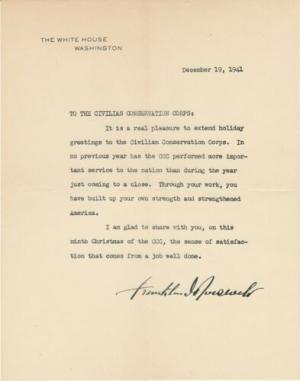 THE WHITE HOUSE
WASHINGTON
December 19, 1941
TO THE CIVILIAN CONSERVATION CORPS:
It is a real pleasure to extend holiday
greetings to the Civilian Conservation Corps. In
no previous year has the CCC performed more impor-
tant service to the nation than during the year
just coming to a close. Through your work, you
have built up your own strength and strengthened
America.
I am glad to share with you, on this
ninth Christmas of the CCC, the sense of satisfac-
tion that comes from a job well done.
Franklin D Roosevelt